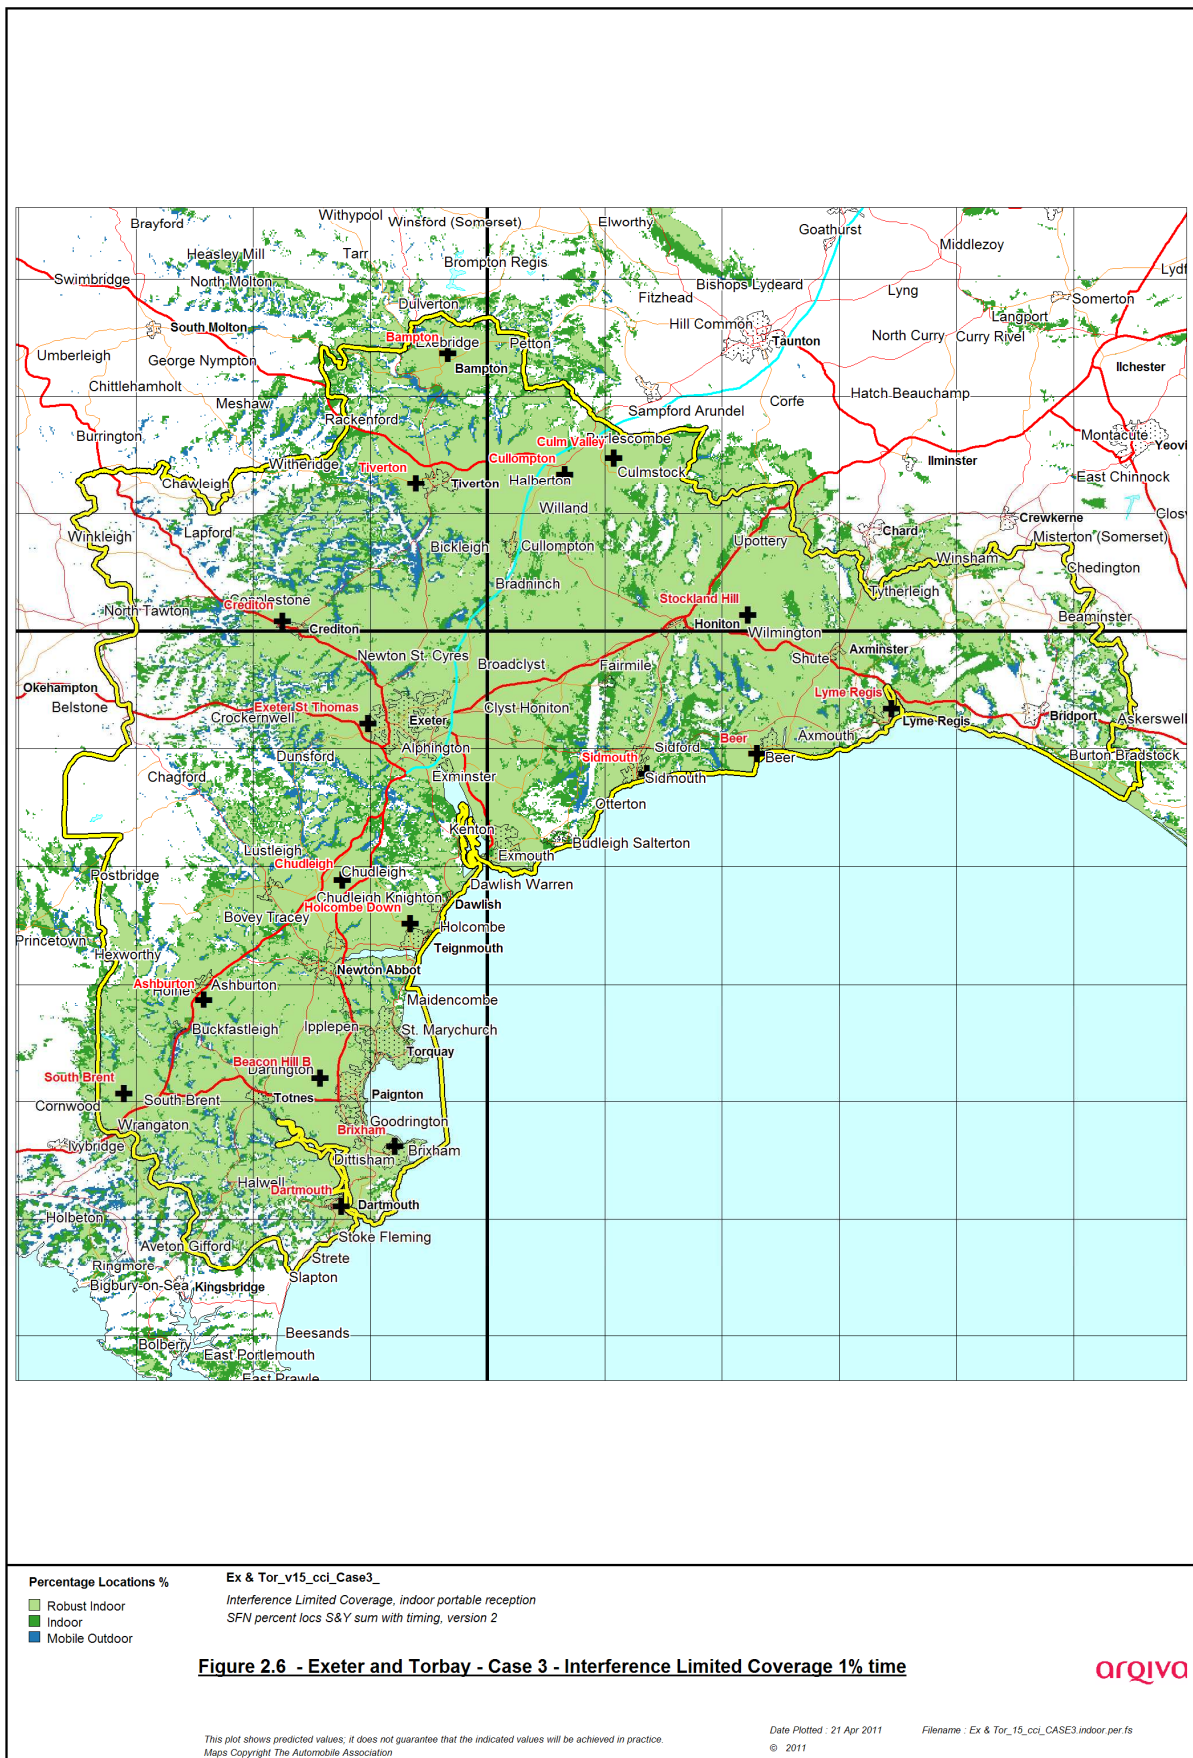 Withypool
Winsford (Somerset)
Elworthy
Brayford
Goathurst
Middlezoy
Heasley Mill
Tarr
Brompton Regis
Swimbridge
North Molton
Bishops Lydeard
Lyng
Fitzhead
Somerton
Dulverton
Langport
South Molton
Hill Common
Taunton
North Curry
Curry Rivel
Bampton
Exebridge
Petton
Umberleigh
George Nympton
Bampton
Ilchester
Chittlehamholt
Hatch Beauchamp
Meshaw
Corfe
Sampford Arundel
Rackenford
Burrington
Culm Valley
Burlescombe
Montacute
Witheridge
Tiverton
Cullompton
Culmstock
Ilminster
East Chinnock
Chawleigh
Tiverton
Halberton
Willand
Crewkerne
Winkleigh
Lapford
Chard
Misterton (Somerset)
Upottery
Bickleigh
Cullompton
Winsham
Chedington
Bradninch
Tytherleigh
Stockland Hill
North Tawton
Crediton
Copplestone
Beaminster
Crediton
Honiton
Wilmington
Newton St. Cyres
Broadclyst
Fairmile
Shute
Axminster
Okehampton
Belstone
Exeter St Thomas
Crockernwell
Exeter
Clyst Honiton
Lyme Regis
Lyme Regis
Bridport
Askerswell
Alphington
Sidford
Beer
Axmouth
Dunsford
Sidmouth
Beer
Burton Bradstock
Chagford
Exminster
Sidmouth
Otterton
Kenton
Budleigh Salterton
Lustleigh
Exmouth
Chudleigh
Chudleigh
Postbridge
Dawlish Warren
Chudleigh Knighton
Dawlish
Holcombe Down
Bovey Tracey
Holcombe
Princetown
Teignmouth
Hexworthy
Newton Abbot
Ashburton
Holne
Ashburton
Maidencombe
Buckfastleigh
Ipplepen
St. Marychurch
Torquay
Beacon Hill B
Dartington
South Brent
South Brent
Totnes
Paignton
Cornwood
Wrangaton
Goodrington
Brixham
Ivybridge
Dittisham
Brixham
Halwell
Dartmouth
Dartmouth
Holbeton
Stoke Fleming
Aveton Gifford
Strete
Ringmore
Slapton
Bigbury-on-Sea
Kingsbridge
Beesands
Bolberry
East Portlemouth
East Prawle
Percentage Locations %
Robust Indoor
Indoor
Mobile Outdoor
Ex & Tor_v15_cci_Case3_
Interference Limited Coverage, indoor portable reception
SFN percent locs S&Y sum with timing, version 2
Figure 2.6 - Exeter and Torbay - Case 3 - Interference Limited Coverage 1% time
arqiva
This plot shows predicted values; it does not guarantee that the indicated values will be achieved in practice.
Maps Copyright The Automobile Association
Date Plotted : 21 Apr 2011
Filename : Ex & Tor_15_cci_CASE3.indoor.per.fs
© 2011